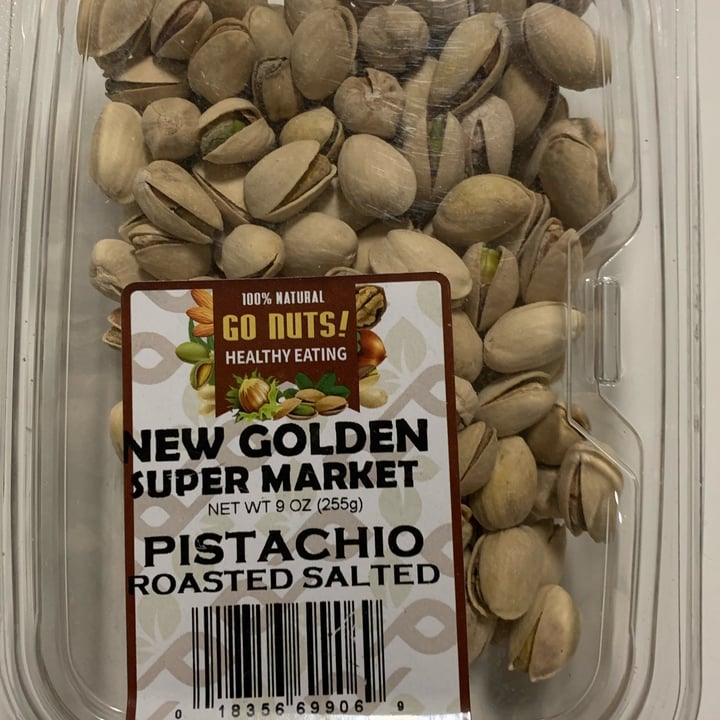 100% NATURAL
GO NUTS!
HEALTHY EATING
NEW GOLDEN
SUPER MARKET
NET WT 9 OZ (255g)
PISTACHIO
ROASTED SALTED
0 18356 69906 9